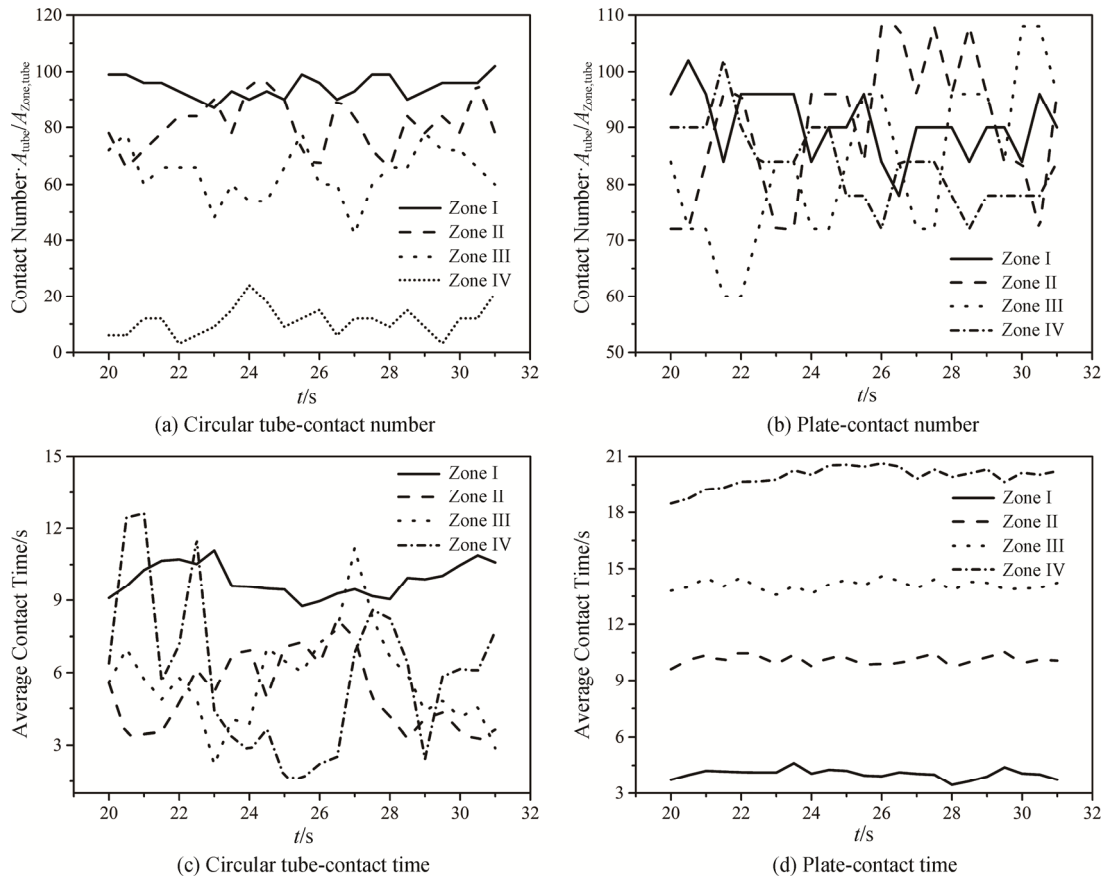 120
100
80
60
40
20
0
Contact Number·A_tube/A_Zone,tube
Zone I
Zone II
Zone III
Zone IV
20 22 24 26 28 30 32
t/s
(a) Circular tube-contact number
110
100
90
80
70
60
50
Contact Number·A_tube/A_Zone,tube
Zone I
Zone II
Zone III
Zone IV
20 22 24 26 28 30 32
t/s
(b) Plate-contact number
15
12
9
6
3
Average Contact Time/s
Zone I
Zone II
Zone III
Zone IV
20 22 24 26 28 30 32
t/s
(c) Circular tube-contact time
21
18
15
12
9
6
3
Average Contact Time/s
Zone I
Zone II
Zone III
Zone IV
20 22 24 26 28 30 32
t/s
(d) Plate-contact time